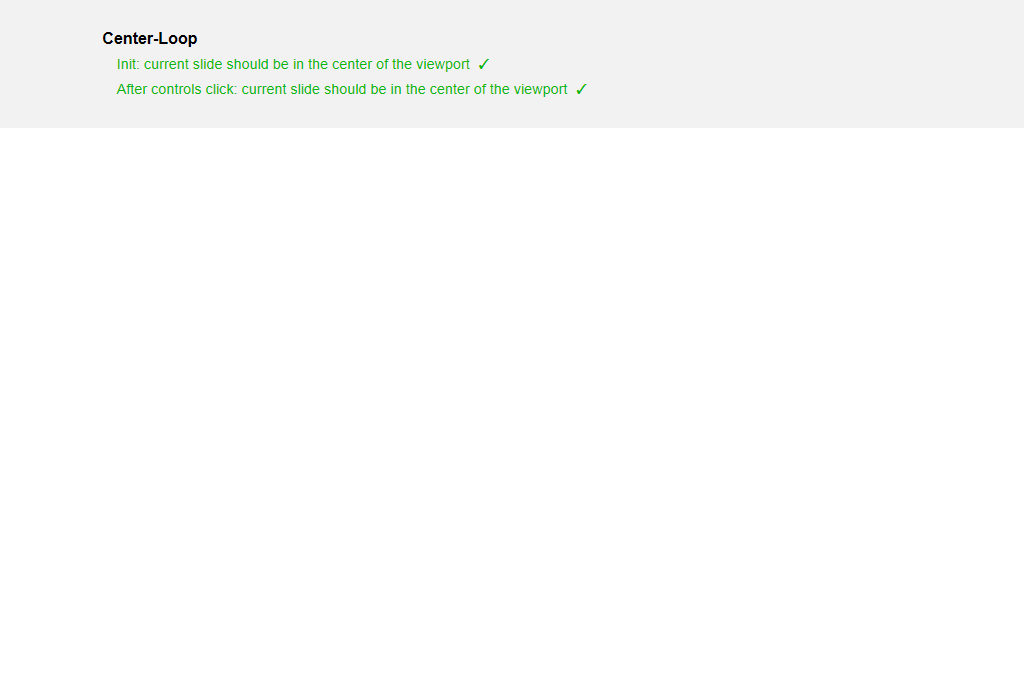 Center-Loop
Init: current slide should be in the center of the viewport ✓
After controls click: current slide should be in the center of the viewport ✓